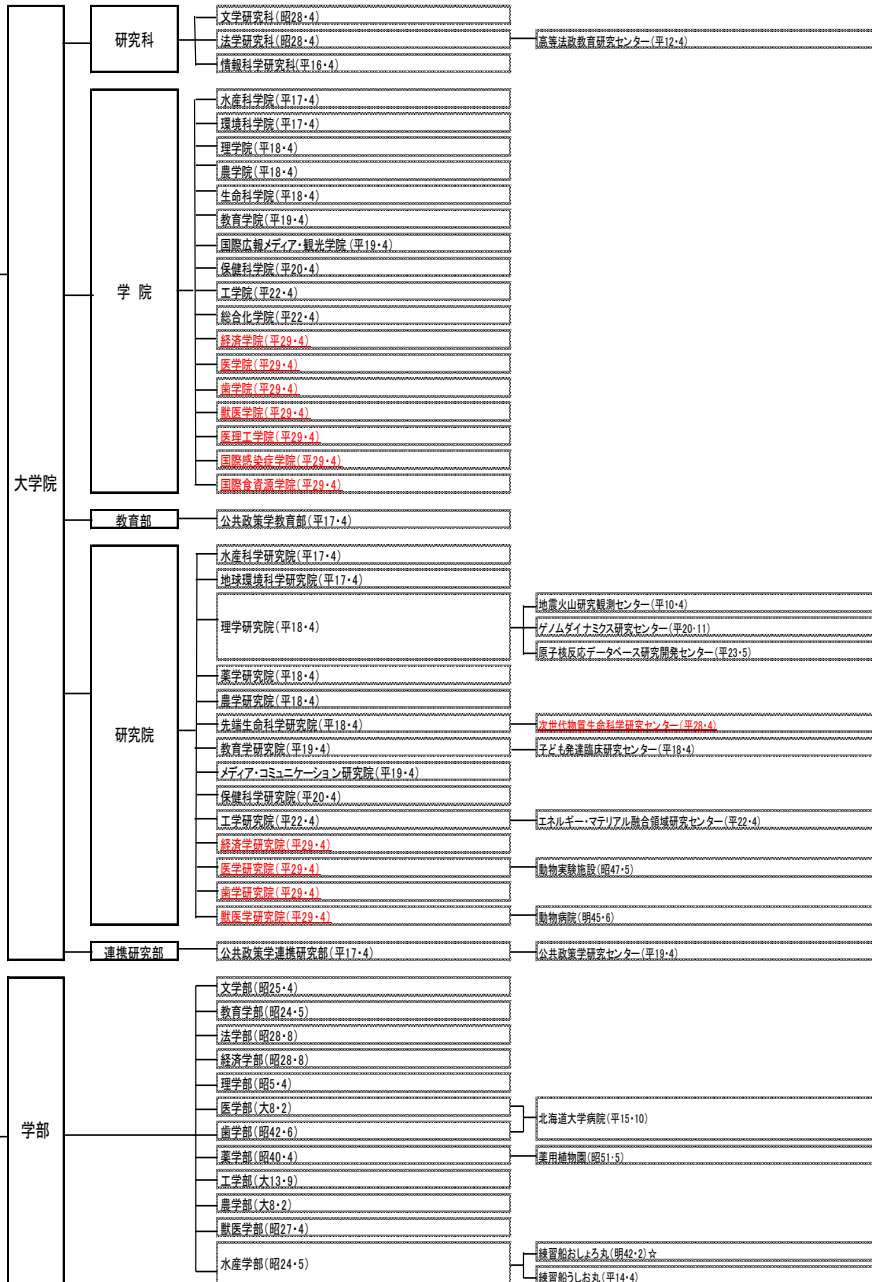 大学院
研究科
文学研究科(昭28・4)
法学研究科(昭28・4)
高等法政教育研究センター(平12・4)
情報科学研究科(平16・4)
学 院
水産科学院(平17・4)
環境科学院(平17・4)
理学院(平18・4)
農学院(平18・4)
生命科学院(平18・4)
教育学院(平19・4)
国際広報メディア・観光学院(平19・4)
保健科学院(平20・4)
工学院(平22・4)
総合化学院(平22・4)
経済学院(平29・4)
医学院(平29・4)
歯学院(平29・4)
獣医学院(平29・4)
医理工学院(平29・4)
国際感染症学院(平29・4)
国際食資源学院(平29・4)
教育部
公共政策学教育部(平17・4)
研究院
水産科学研究院(平17・4)
地球環境科学研究院(平17・4)
理学研究院(平18・4)
地震火山研究観測センター(平10・4)
ゲノムダイナミクス研究センター(平20・11)
原子核反応データベース研究開発センター(平23・5)
薬学研究院(平18・4)
農学研究院(平18・4)
先端生命科学研究院(平18・4)
次世代物質生命科学研究センター(平28・4)
教育学研究院(平19・4)
子ども発達臨床研究センター(平18・4)
メディア・コミュニケーション研究院(平19・4)
保健科学研究院(平20・4)
工学研究院(平22・4)
エネルギー・マテリアル融合領域研究センター(平22・4)
経済学研究院(平29・4)
医学研究院(平29・4)
動物実験施設(昭47・5)
歯学研究院(平29・4)
獣医学研究院(平29・4)
動物病院(明45・6)
連携研究部
公共政策学連携研究部(平17・4)
公共政策学研究センター(平19・4)
学部
文学部(昭25・4)
教育学部(昭24・5)
法学部(昭28・8)
経済学部(昭28・8)
理学部(昭5・4)
医学部(大8・2)
歯学部(昭42・6)
北海道大学病院(平15・10)
薬学部(昭40・4)
薬用植物園(昭51・5)
工学部(大13・9)
農学部(大8・2)
獣医学部(昭27・4)
水産学部(昭24・5)
練習船おしょろ丸(明42・2)☆
練習船うしお丸(平14・4)